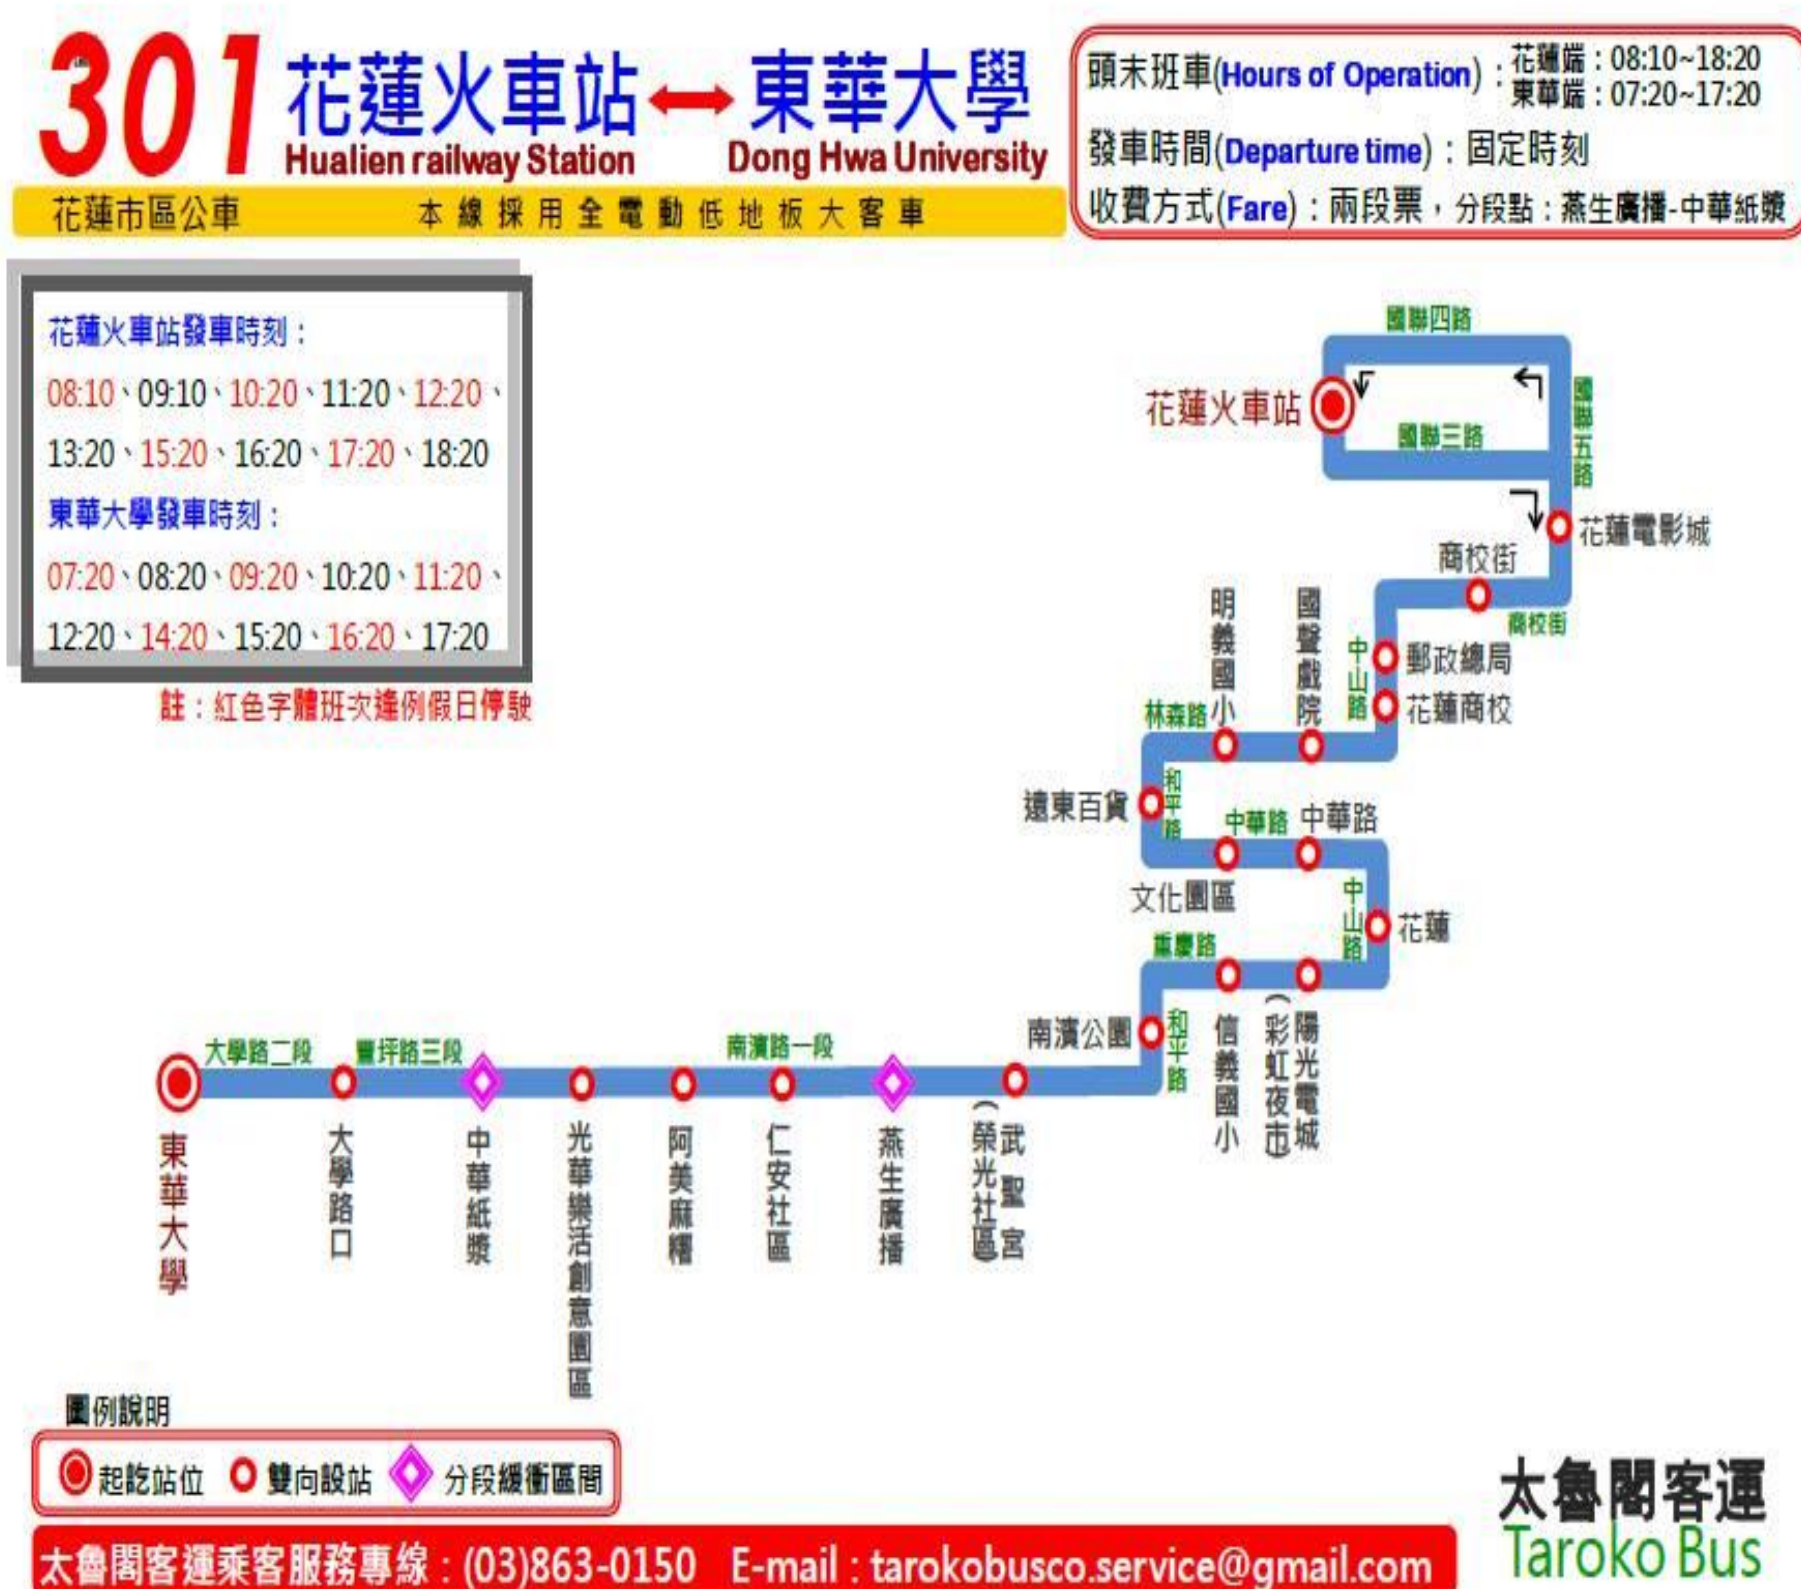 301 花蓮火車站 東華大學
Hualien railway Station Dong Hwa University
花蓮市區公車 本線採用全電動低地板大客車
頭末班車(Hours of Operation)：花蓮端：08:10~18:20
東華端：07:20~17:20
發車時間(Departure time)：固定時刻
收費方式(Fare)：兩段票，分段點：燕生廣播-中華紙漿
花蓮火車站發車時刻：
08:10、09:10、10:20、11:20、12:20、
13:20、15:20、16:20、17:20、18:20
東華大學發車時刻：
07:20、08:20、09:20、10:20、11:20、
12:20、14:20、15:20、16:20、17:20
註：紅色字體班次逢例假日停駛
國聯四路
花蓮火車站
國聯三路
國聯五路
花蓮電影城
商校街
商校街
中山路
郵政總局
花蓮商校
國聲戲院
明義國小
林森路
遠東百貨
和平路
中華路
中華路
文化園區
中山路
花蓮
重慶路
陽光電城
(彩虹夜市)
信義國小
南濱公園
和平路
大學路二段
豐坪路三段
南濱路一段
東華大學
大學路口
中華紙漿
光華樂活創意園區
阿美麻糬
仁安社區
燕生廣播
武聖宮
(榮光社區)
圖例說明
起訖站位 雙向設站 分段緩衝區間
太魯閣客運
Taroko Bus
太魯閣客運乘客服務專線：(03)863-0150 E-mail : tarokobusco.service@gmail.com